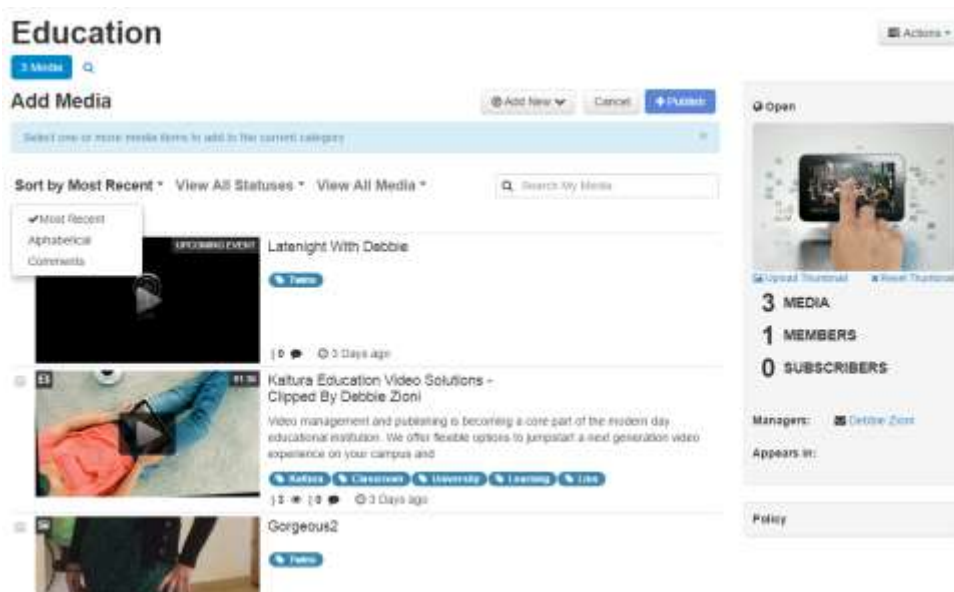 Education
Actions
3 Media
Add Media
Add New
Cancel
Publish
Select one or more media items to add to the current category
×
Sort by Most Recent
View All Statuses
View All Media
Search My Media
Most Recent
Alphabetical
Comments
UPCOMING EVENT
Latenight With Debbie
Twins
| 0
3 Days ago
01:36
Kaltura Education Video Solutions -
Clipped By Debbie Zioni
Video management and publishing is becoming a core part of the modern day
educational institution. We offer flexible options to jumpstart a next generation video
experience on your campus and
Kaltura
Classroom
University
Learning
| 0
3 Days ago
Gorgeous2
Twins
Open
Upload Thumbnail
Reset Thumbnail
3 MEDIA
1 MEMBERS
0 SUBSCRIBERS
Managers:
Debbie Zioni
Appears in:
Policy